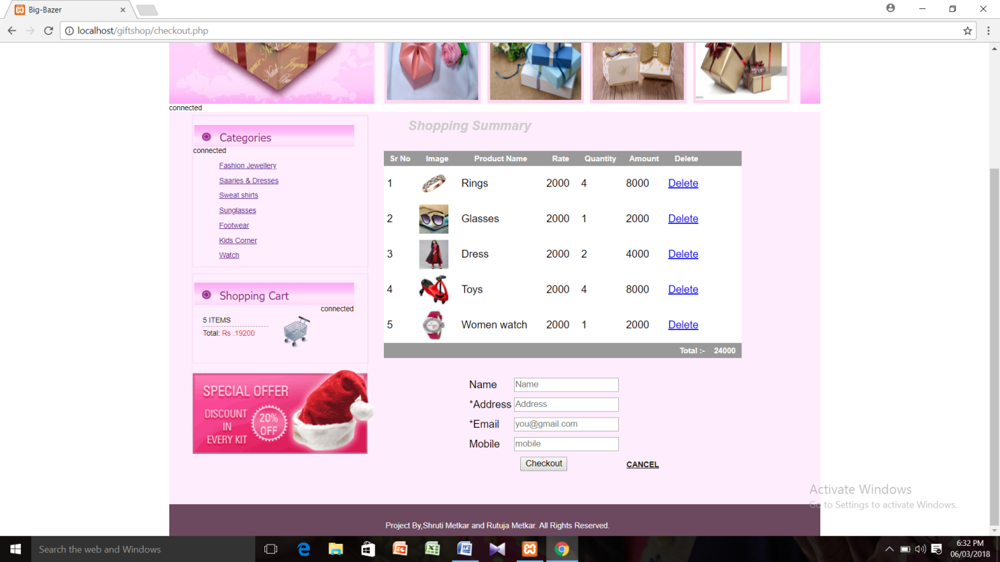 Big-Bazer
localhost/giftshop/checkout.php
connected
Categories
connected
Fashion Jewellery
Saaries & Dresses
Sweat shirts
Sunglasses
Footwear
Kids Corner
Watch
Shopping Cart
connected
5 ITEMS
Total: Rs .19200
SPECIAL OFFER
DISCOUNT
IN
EVERY KIT
20%
OFF
Shopping Summary
Sr No Image Product Name Rate Quantity Amount Delete
1 Rings 2000 4 8000 Delete
2 Glasses 2000 1 2000 Delete
3 Dress 2000 2 4000 Delete
4 Toys 2000 4 8000 Delete
5 Women watch 2000 1 2000 Delete
Total :- 24000
Name Name
*Address Address
*Email you@gmail.com
Mobile mobile
Checkout CANCEL
Activate Windows
Go to Settings to activate Windows.
Project By,Shruti Metkar and Rutuja Metkar. All Rights Reserved.
Search the web and Windows
6:32 PM
06/03/2018